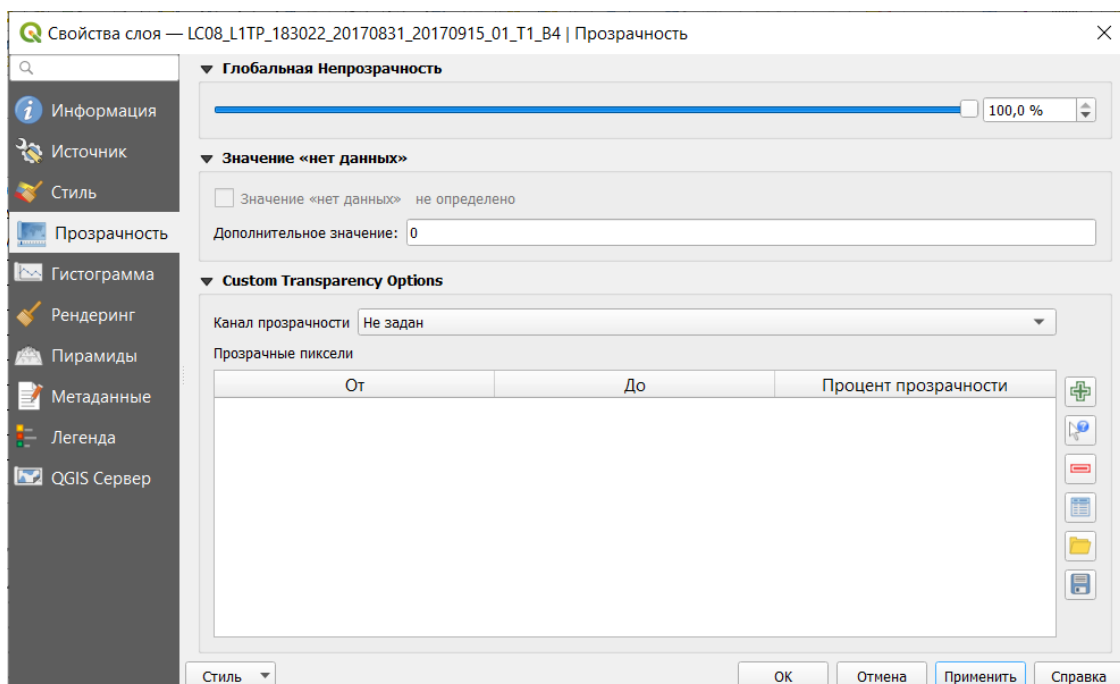 Свойства слоя — LC08_L1TP_183022_20170831_20170915_01_T1_B4 | Прозрачность
Информация
Источник
Стиль
Прозрачность
Гистограмма
Рендеринг
Пирамиды
Метаданные
Легенда
QGIS Сервер
Глобальная Непрозрачность
100,0 %
Значение «нет данных»
Значение «нет данных» не определено
Дополнительное значение: 0
Custom Transparency Options
Канал прозрачности Не задан
Прозрачные пиксели
От До Процент прозрачности
Стиль ОК Отмена Применить Справка